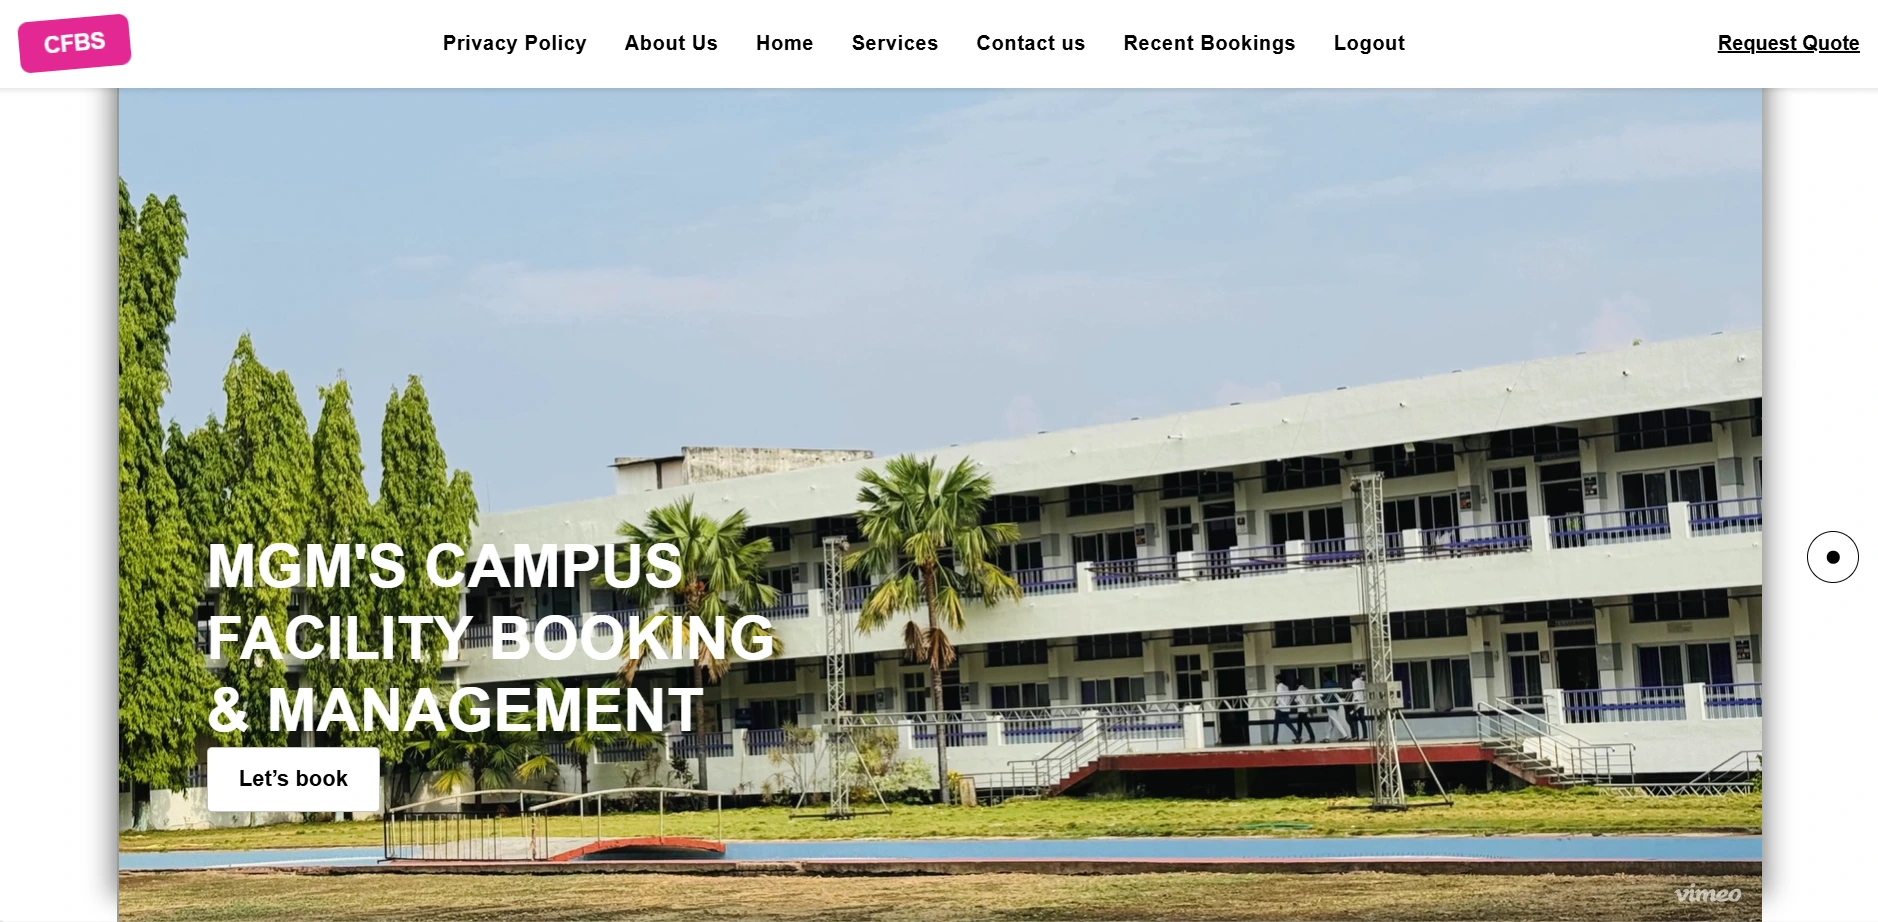 CFBS
Privacy Policy About Us Home Services Contact us Recent Bookings Logout
Request Quote
MGM'S CAMPUS
FACILITY BOOKING
& MANAGEMENT
Let’s book
vimeo